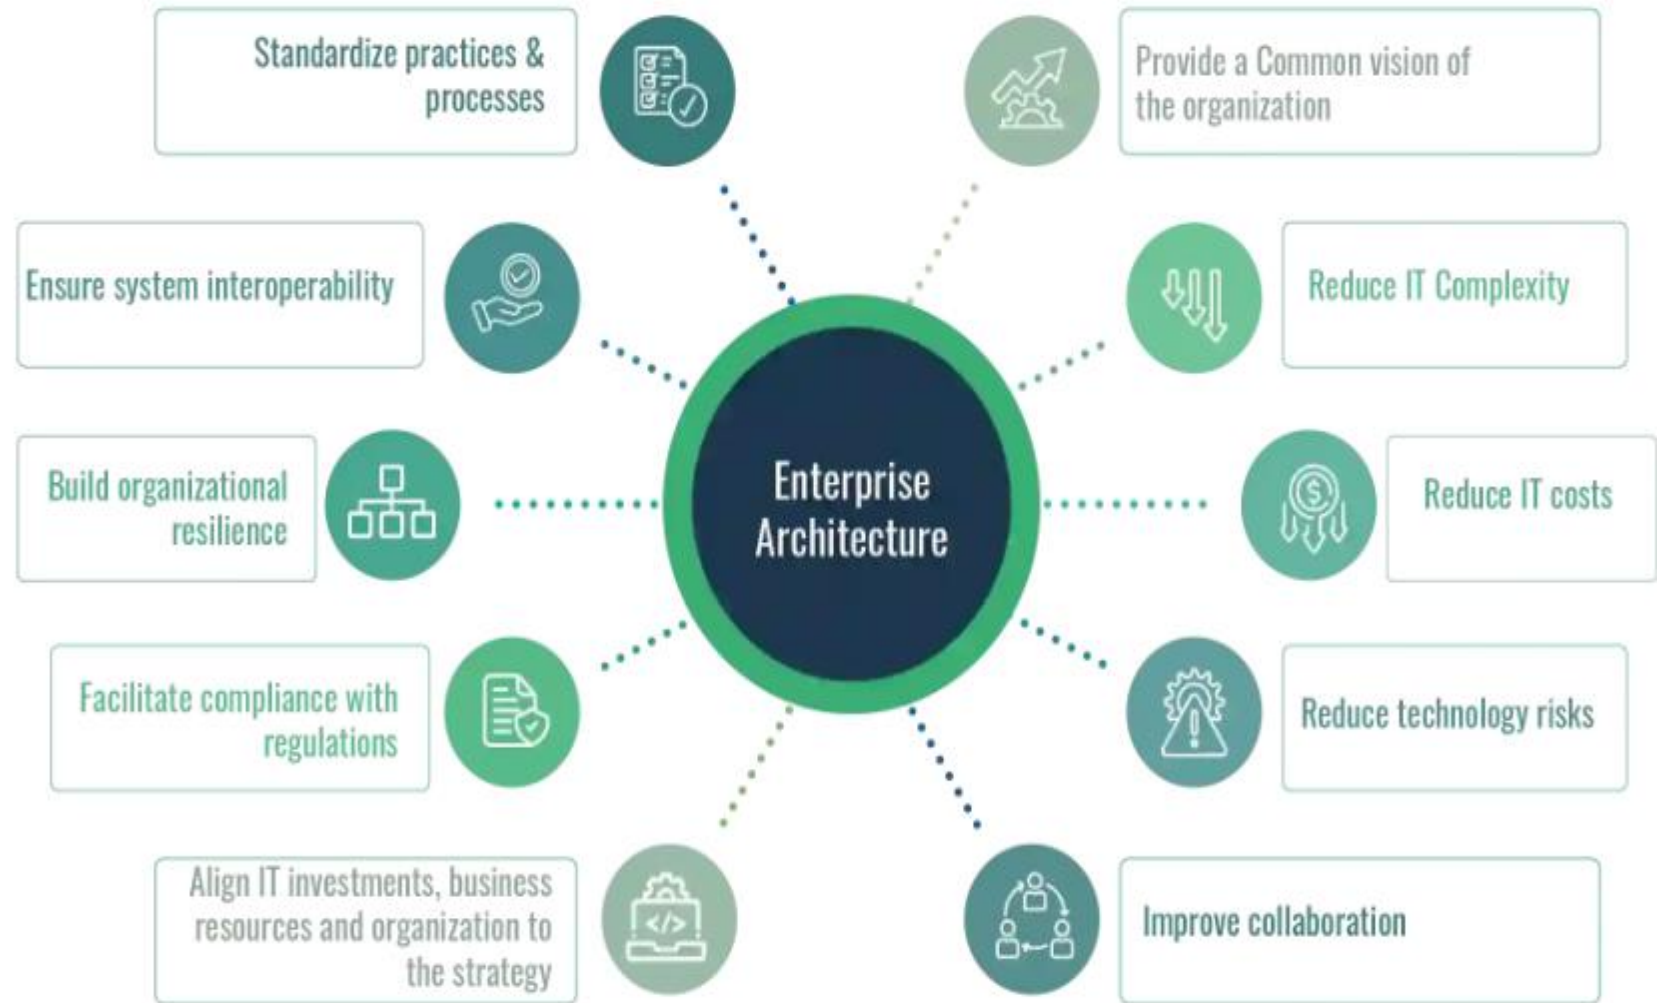 Standardize practices &
processes
Provide a Common vision of
the organization
Ensure system interoperability
Reduce IT Complexity
Build organizational
resilience
Enterprise
Architecture
$
Reduce IT costs
Facilitate compliance with
regulations
!
Reduce technology risks
Align IT investments, business
resources and organization to
the strategy
</>
Improve collaboration